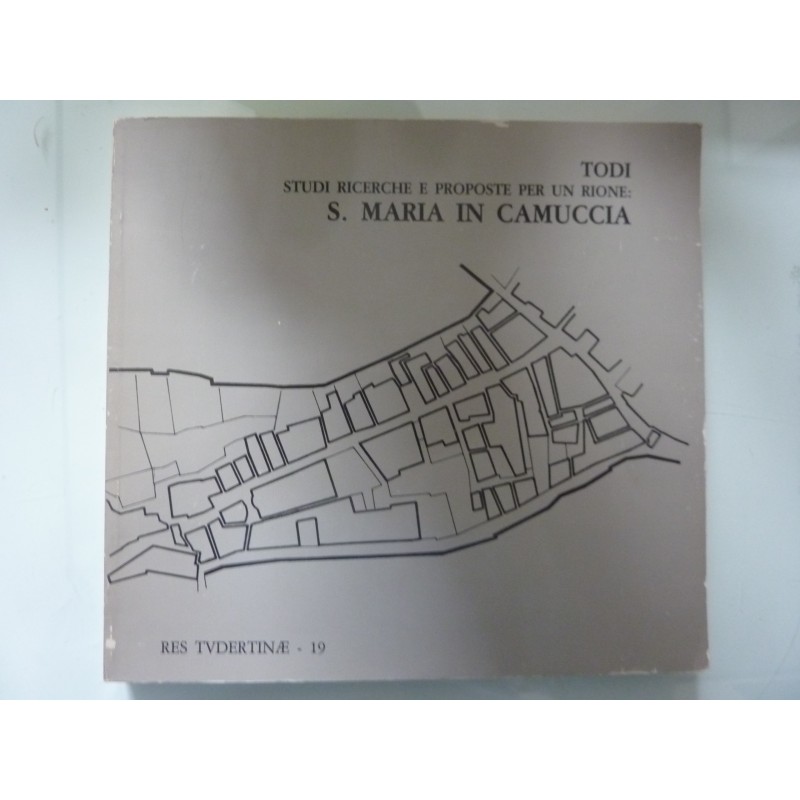 TODI
STUDI RICERCHE E PROPOSTE PER UN RIONE:
S. MARIA IN CAMUCCIA
RES TVDERTINÆ - 19